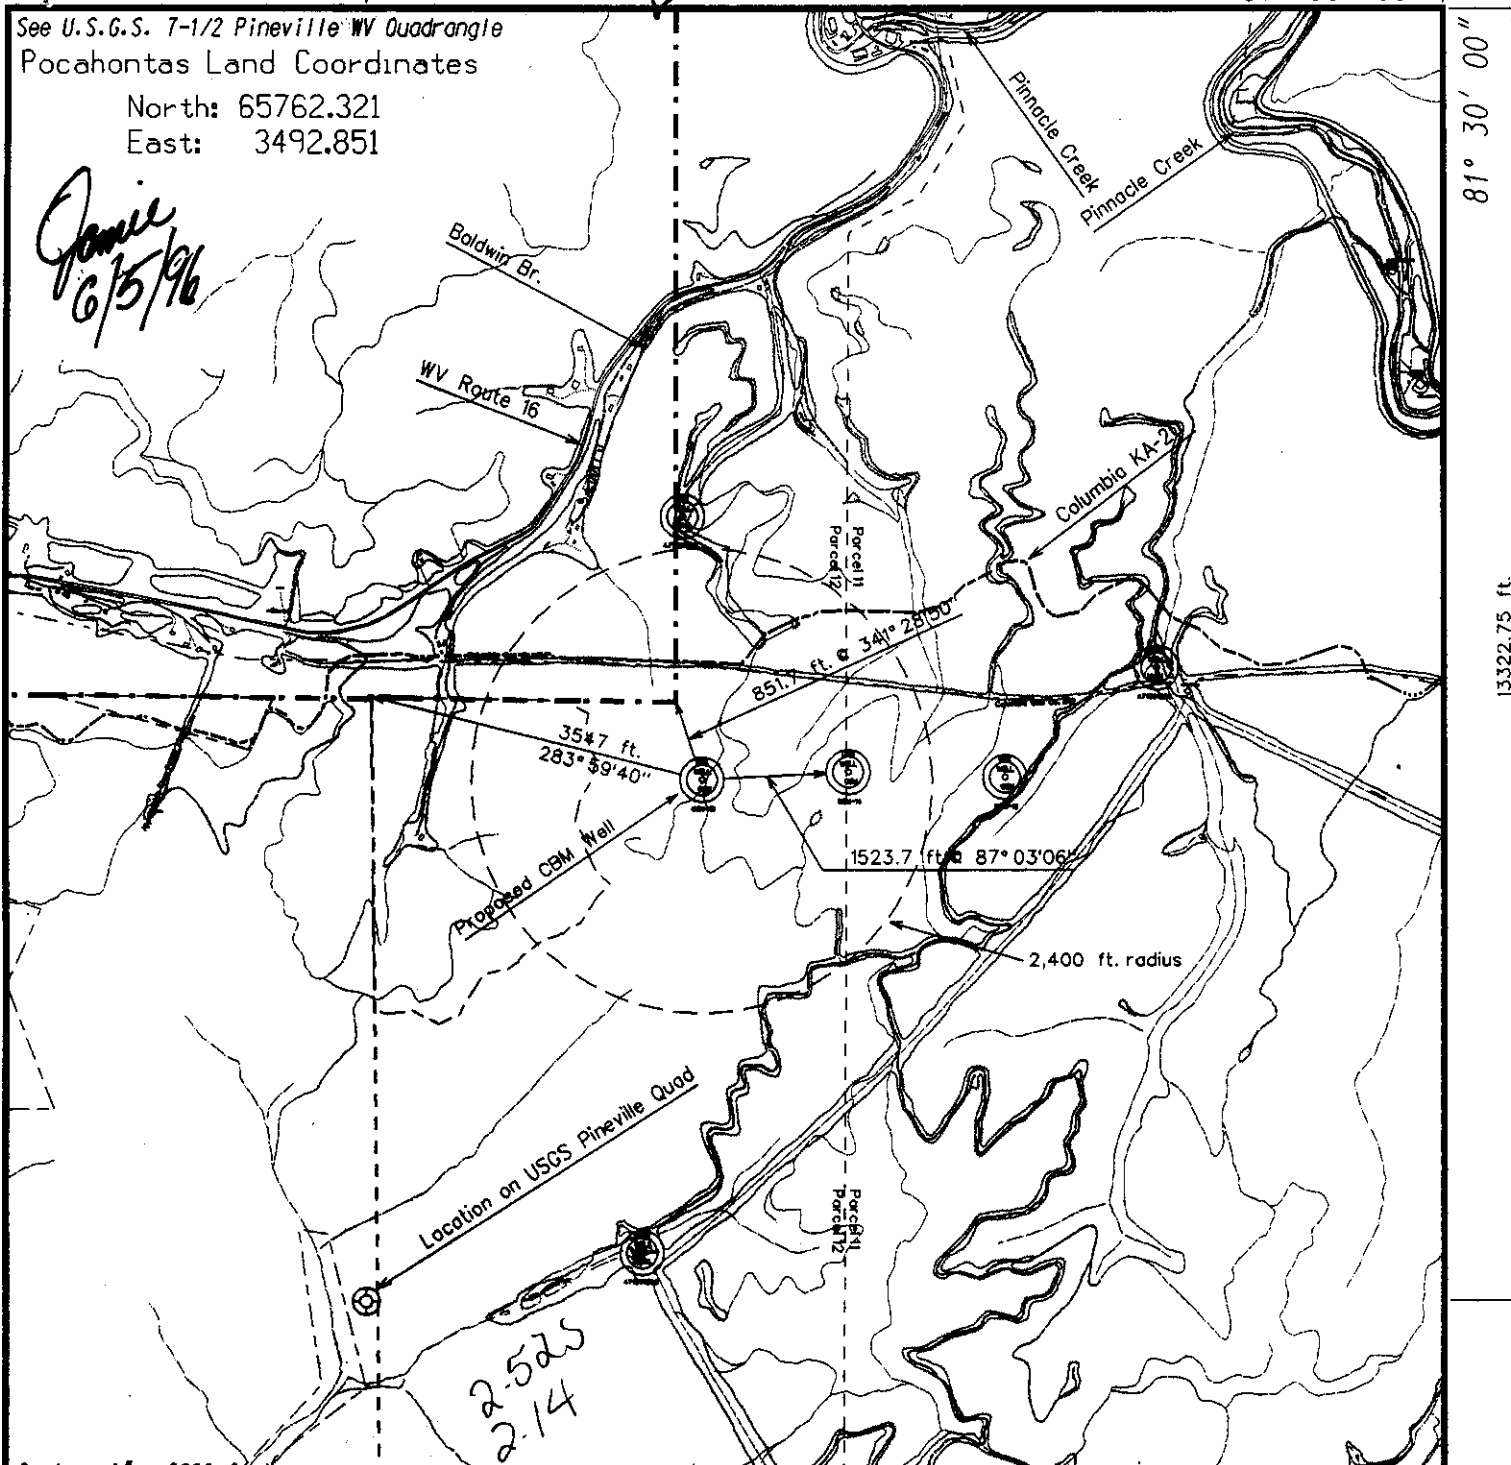 See U.S.G.S. 7-1/2 Pineville WV Quadrangle
Pocahontas Land Coordinates
North: 65762.321
East: 3492.851
Jamie
6/5/96
81° 30' 00"
Pinnacle Creek
Pinnacle Creek
Baldwin Br.
WV Route 16
Columbia KA-20
Parcel 11
Parcel 12
851.7 ft. @ 341° 28'50"
13322.75 ft.
3547 ft.
283°59'40"
Proposed CBM Well
1523.7 ft @ 87° 03'06"
2,400 ft. radius
Location on USGS Pineville Quad
Parcel 11
Parcel 12
2.525
2.14